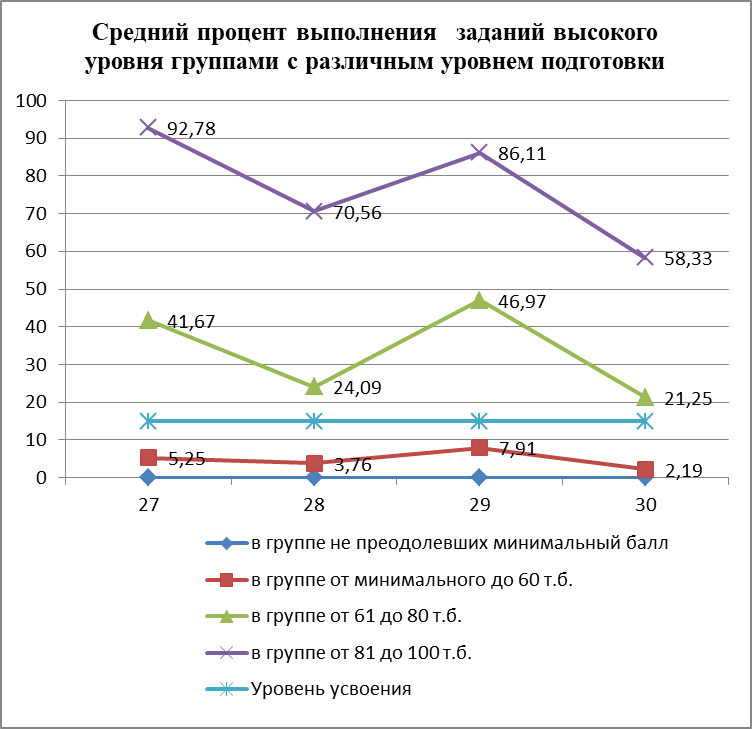 Средний процент выполнения заданий высокого
уровня группами с различным уровнем подготовки
100
90
80
70
60
50
40
30
20
10
0
92,78
70,56
86,11
58,33
41,67
24,09
46,97
21,25
5,25
3,76
7,91
2,19
27 28 29 30
в группе не преодолевших минимальный балл
в группе от минимального до 60 т.б.
в группе от 61 до 80 т.б.
в группе от 81 до 100 т.б.
Уровень усвоения